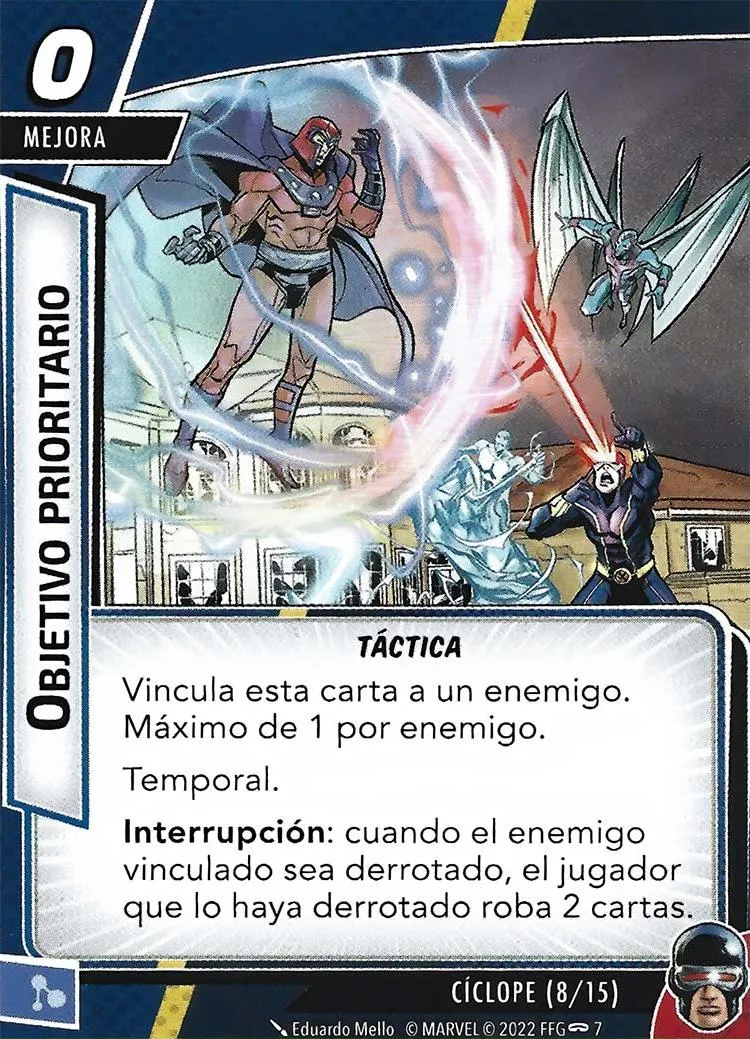 0
MEJORA
OBJETIVO PRIORITARIO
TÁCTICA
Vincula esta carta a un enemigo.
Máximo de 1 por enemigo.
Temporal.
Interrupción: cuando el enemigo
vinculado sea derrotado, el jugador
que lo haya derrotado roba 2 cartas.
CÍCLOPE (8/15)
Eduardo Mello © MARVEL © 2022 FFG 7